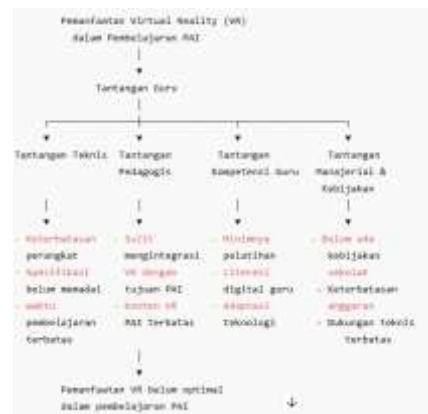 Pemanfaatan Virtual Reality (VR)
dalam Pembelajaran PAI
Tantangan Guru
Tantangan Teknis
Tantangan Pedagogis
Tantangan Kompetensi Guru
Tantangan Manajerial & Kebijakan
- Keterbatasan perangkat
- Spesifikasi belum memadai
- Waktu pembelajaran terbatas
- Sulit mengintegrasi VR dengan tujuan PAI
- Konten VR PAI terbatas
- Minimnya pelatihan
- Literasi digital guru
- Adaptasi teknologi
- Belum ada kebijakan sekolah
- Keterbatasan anggaran
- Dukungan teknis terbatas
Pemanfaatan VR belum optimal
dalam pembelajaran PAI